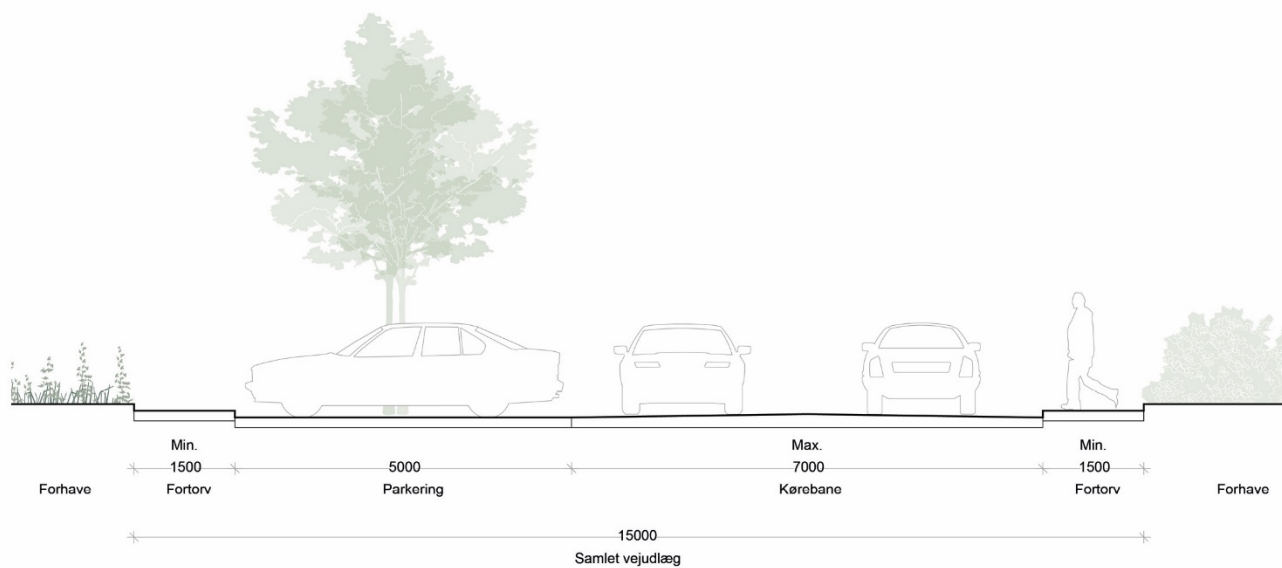 Min. Max. Min.
1500 5000 7000 1500
Forhave Fortorv Parkering Kørebane Fortorv Forhave
15000
Samlet vejudlæg